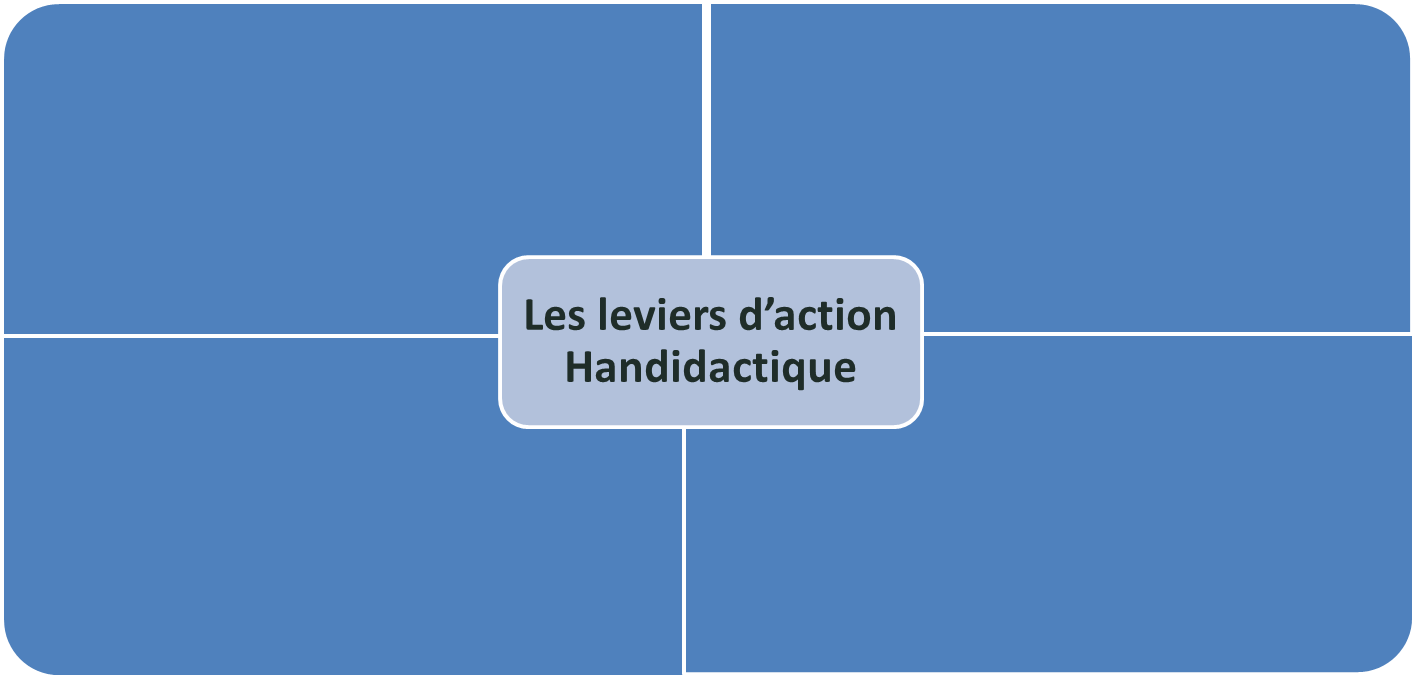 Les leviers d’action
Handidactique